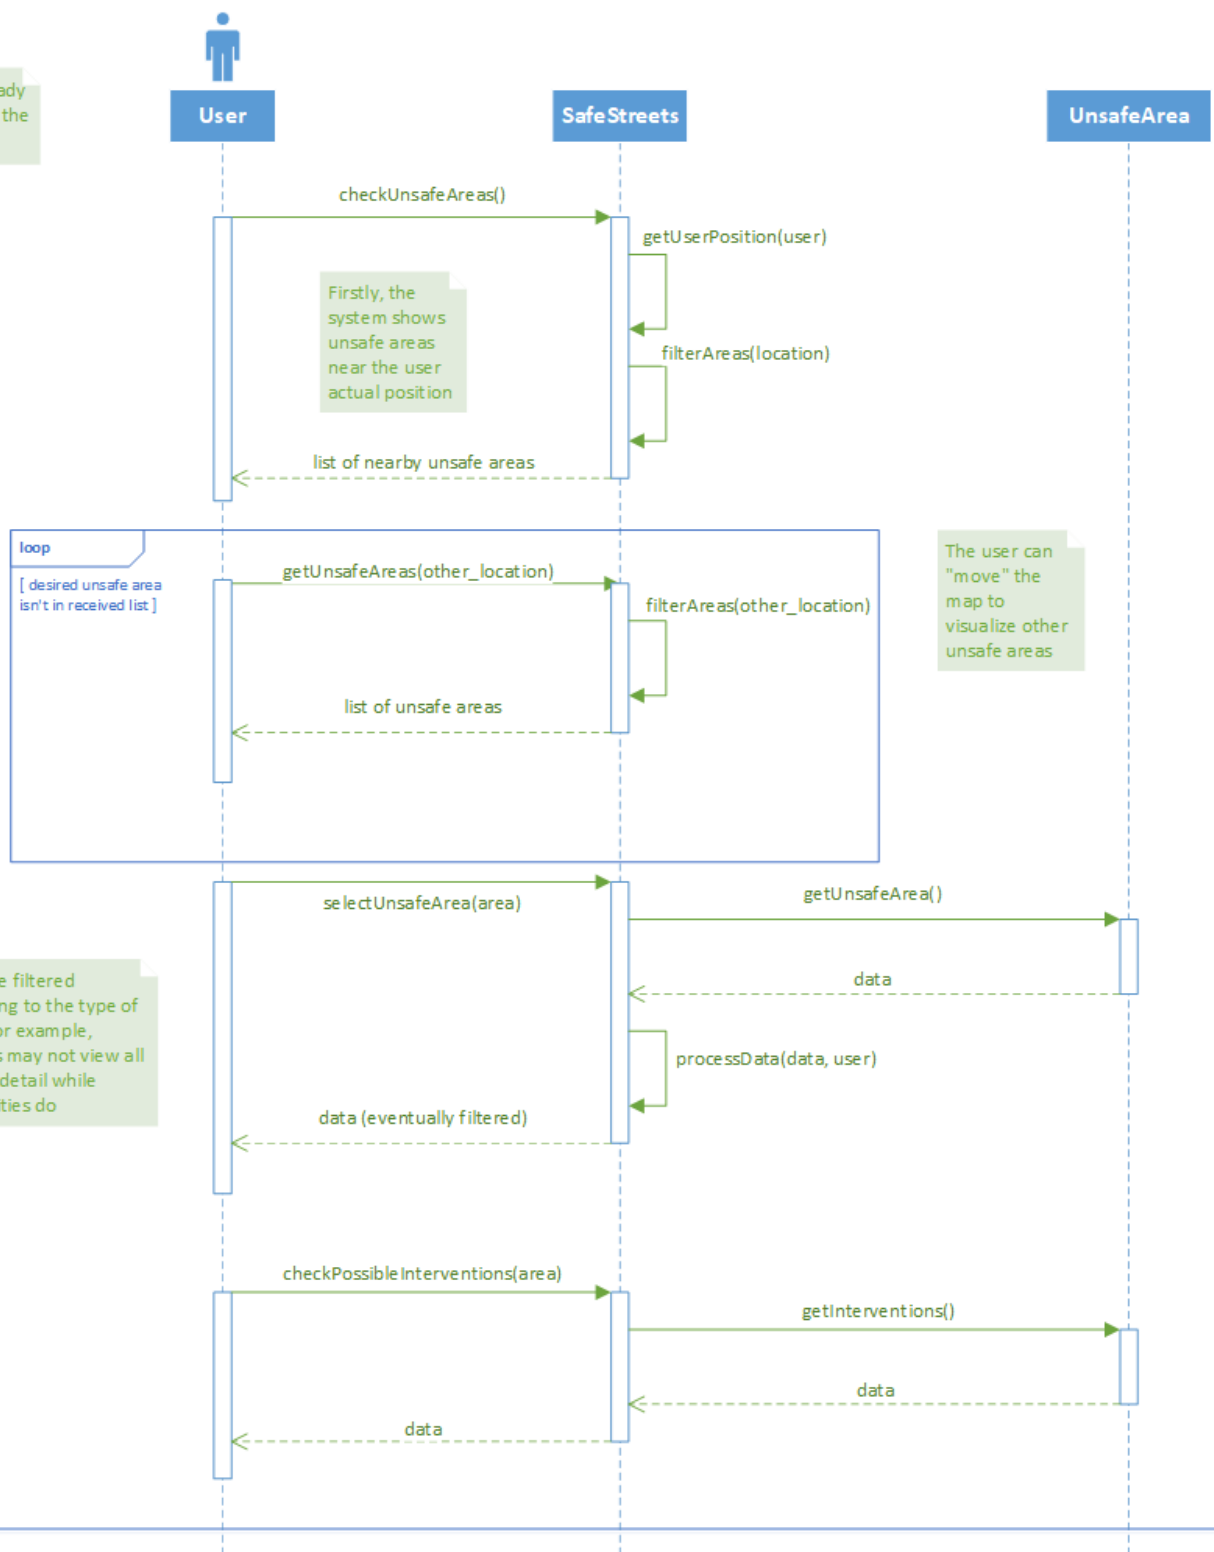 the
User
SafeStreets
UnsafeArea
checkUnsafeAreas()
getUserPosition(user)
Firstly, the
system shows
unsafe areas
near the user
actual position
filterAreas(location)
list of nearby unsafe areas
loop
[ desired unsafe area
isn't in received list ]
getUnsafeAreas(other_location)
filterAreas(other_location)
The user can
"move" the
map to
visualize other
unsafe areas
list of unsafe areas
selectUnsafeArea(area)
getUnsafeArea()
filtered
to the type of
example,
may not view all
detail while
do
data
processData(data, user)
data (eventually filtered)
checkPossibleInterventions(area)
getInterventions()
data
data